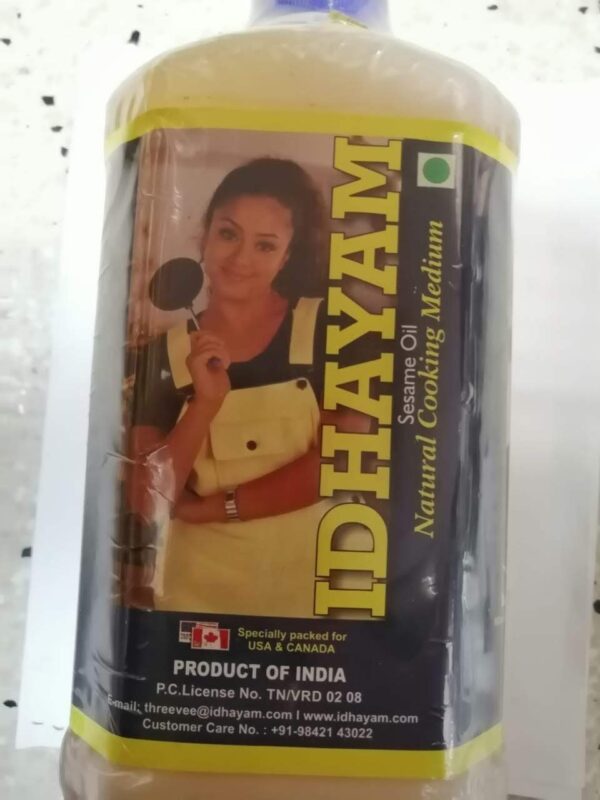 IDHAYAM
Sesame Oil
Natural Cooking Medium
Specially packed for
USA & CANADA
PRODUCT OF INDIA
P.C.License No. TN/VRD 02 08
E-mail: threevee@idhayam.com I www.idhayam.com
Customer Care No. : +91-98421 43022